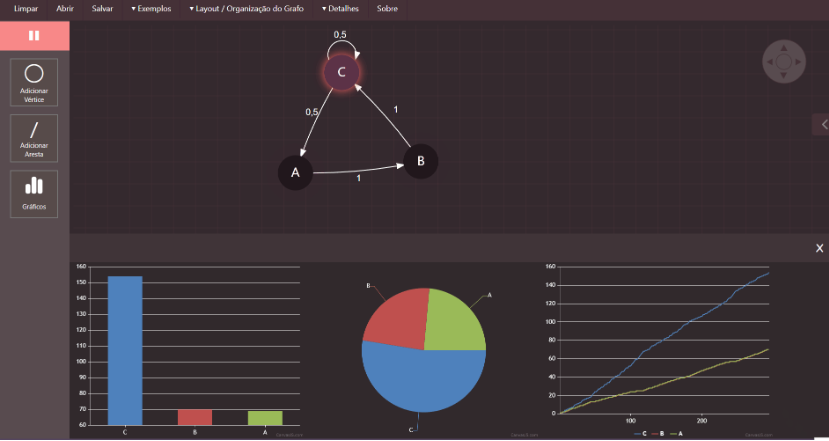 Limpar Abrir Salvar ▾ Exemplos ▾ Layout / Organização do Grafo ▾ Detalhes Sobre
Adicionar
Vértice
Adicionar
Aresta
Gráficos
0,5
C
0,5
1
A
B
1
X
160
150
140
130
120
110
100
90
80
70
60
C B A
B
A
C
160
140
120
100
80
60
40
20
0
100 200
C B A